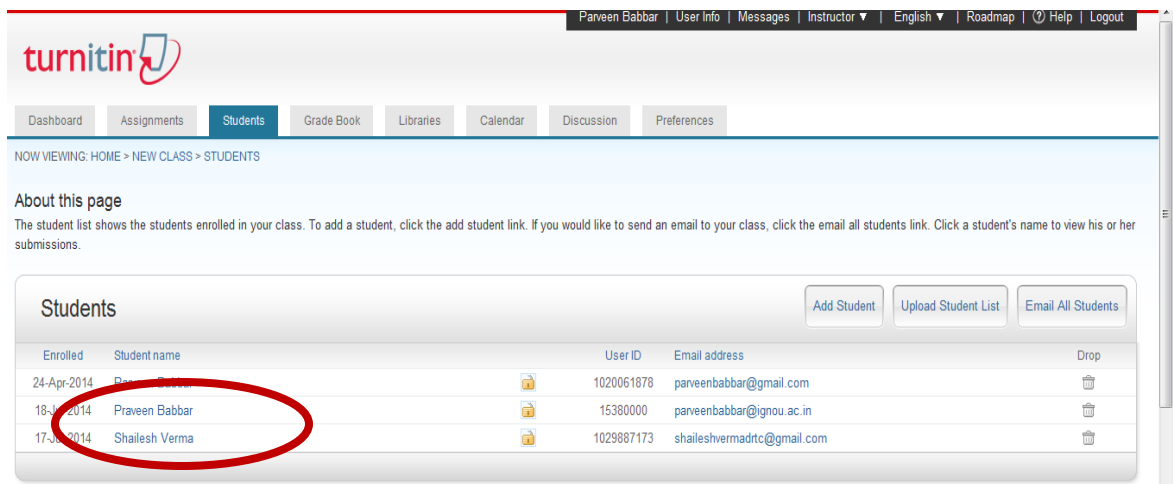 Parveen Babbar | User Info | Messages | Instructor ▼ | English ▼ | Roadmap | ? Help | Logout
turnitin
Dashboard Assignments Students Grade Book Libraries Calendar Discussion Preferences
NOW VIEWING: HOME > NEW CLASS > STUDENTS
About this page
The student list shows the students enrolled in your class. To add a student, click the add student link. If you would like to send an email to your class, click the email all students link. Click a student's name to view his or her
submissions.
Students Add Student Upload Student List Email All Students
Enrolled Student name User ID Email address Drop
24-Apr-2014 Babbar 1020061878 parveenbabbar@gmail.com
2014 Praveen Babbar 15380000 parveenbabbar@ignou.ac.in
2014 Shailesh Verma 1029887173 shaileshvermadrtc@gmail.com